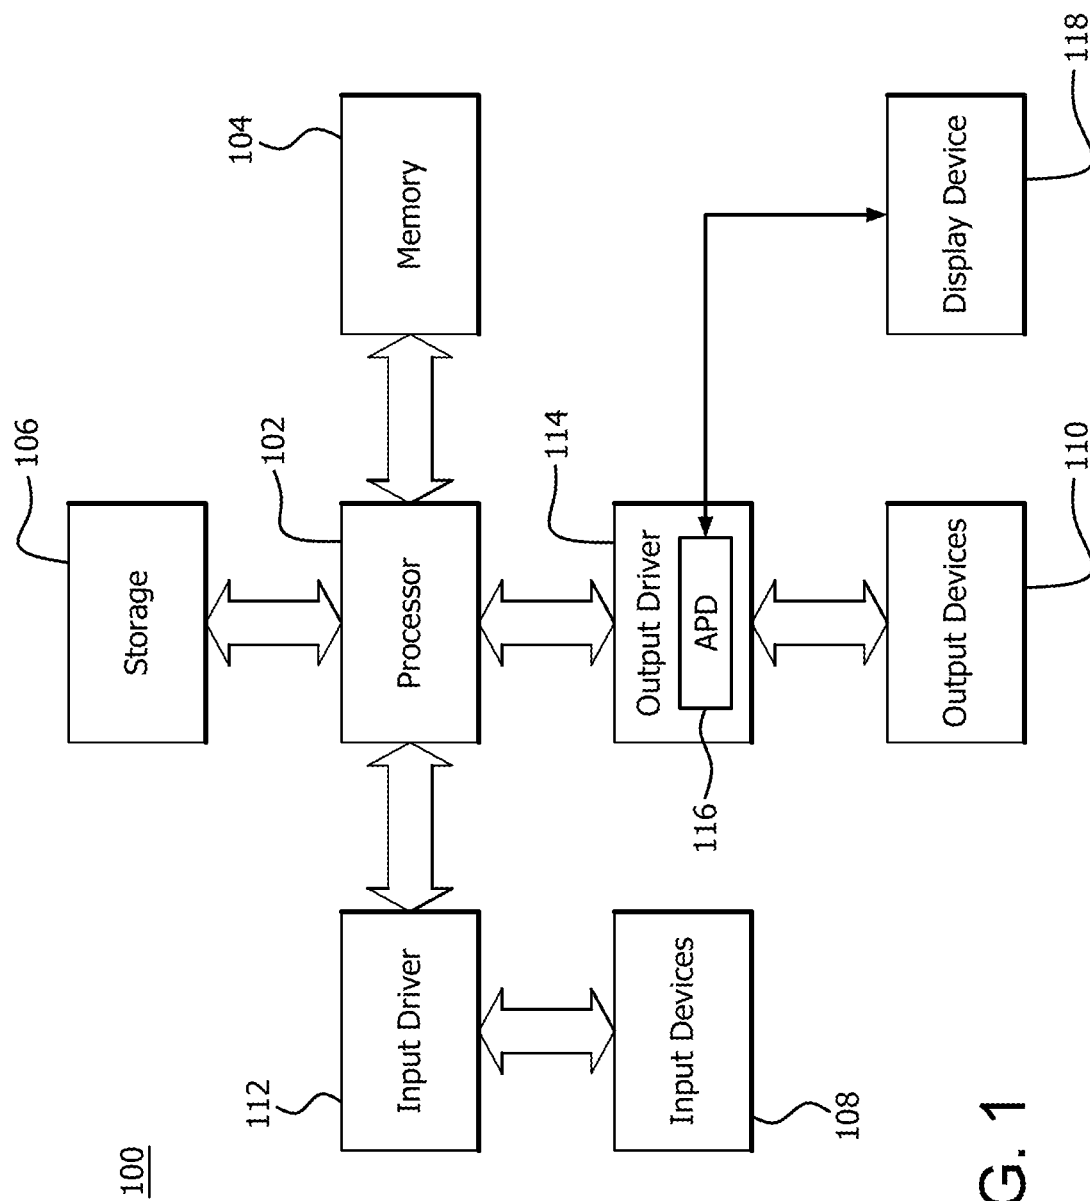 100
106
Storage
112
102
104
Input Driver
Processor
Memory
114
Output Driver
Input Devices
116
APD
108
Output Devices
Display Device
110
118
G. 1